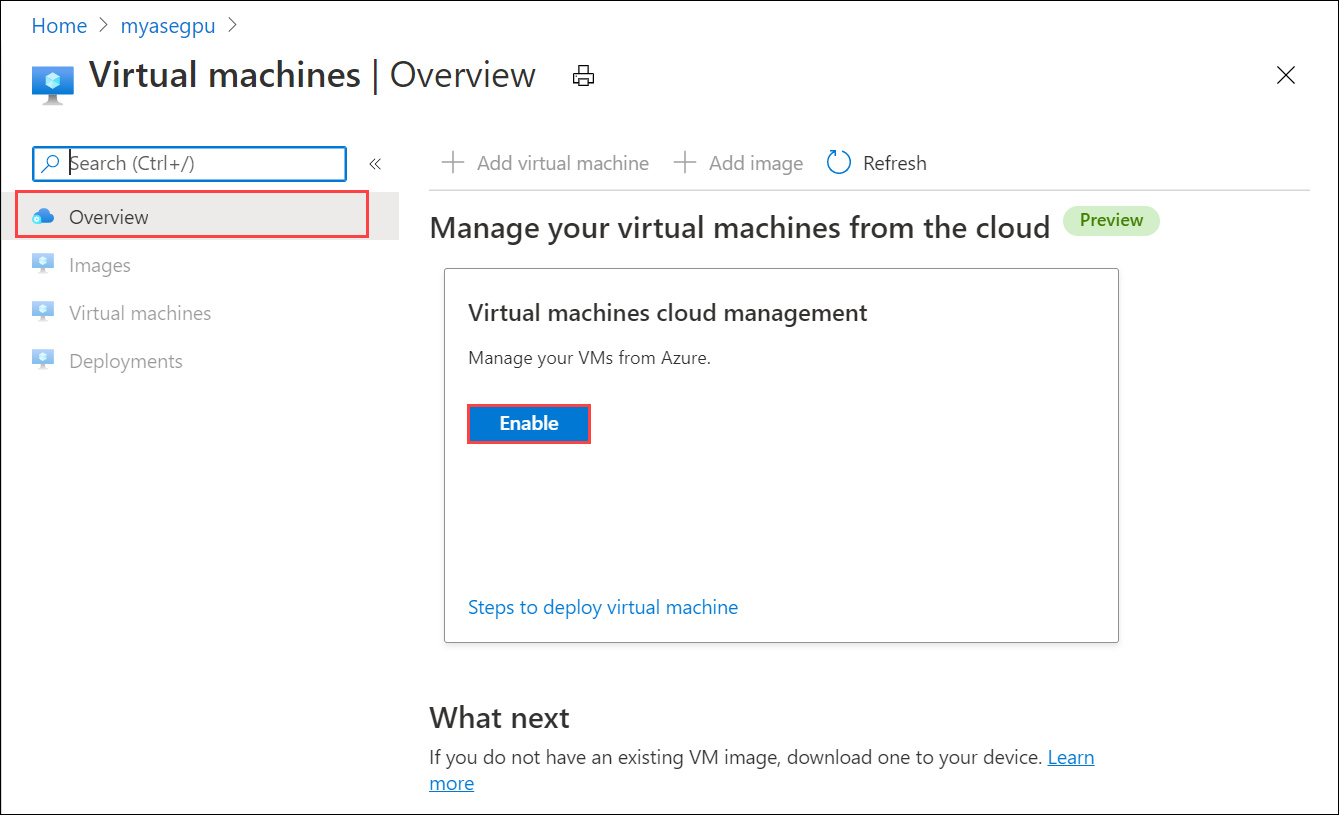 Home > myasegpu >
Virtual machines | Overview
Search (Ctrl+/)
«
Add virtual machine
Add image
Refresh
Overview
Images
Virtual machines
Deployments
Manage your virtual machines from the cloud
Preview
Virtual machines cloud management
Manage your VMs from Azure.
Enable
Steps to deploy virtual machine
What next
If you do not have an existing VM image, download one to your device. Learn
more